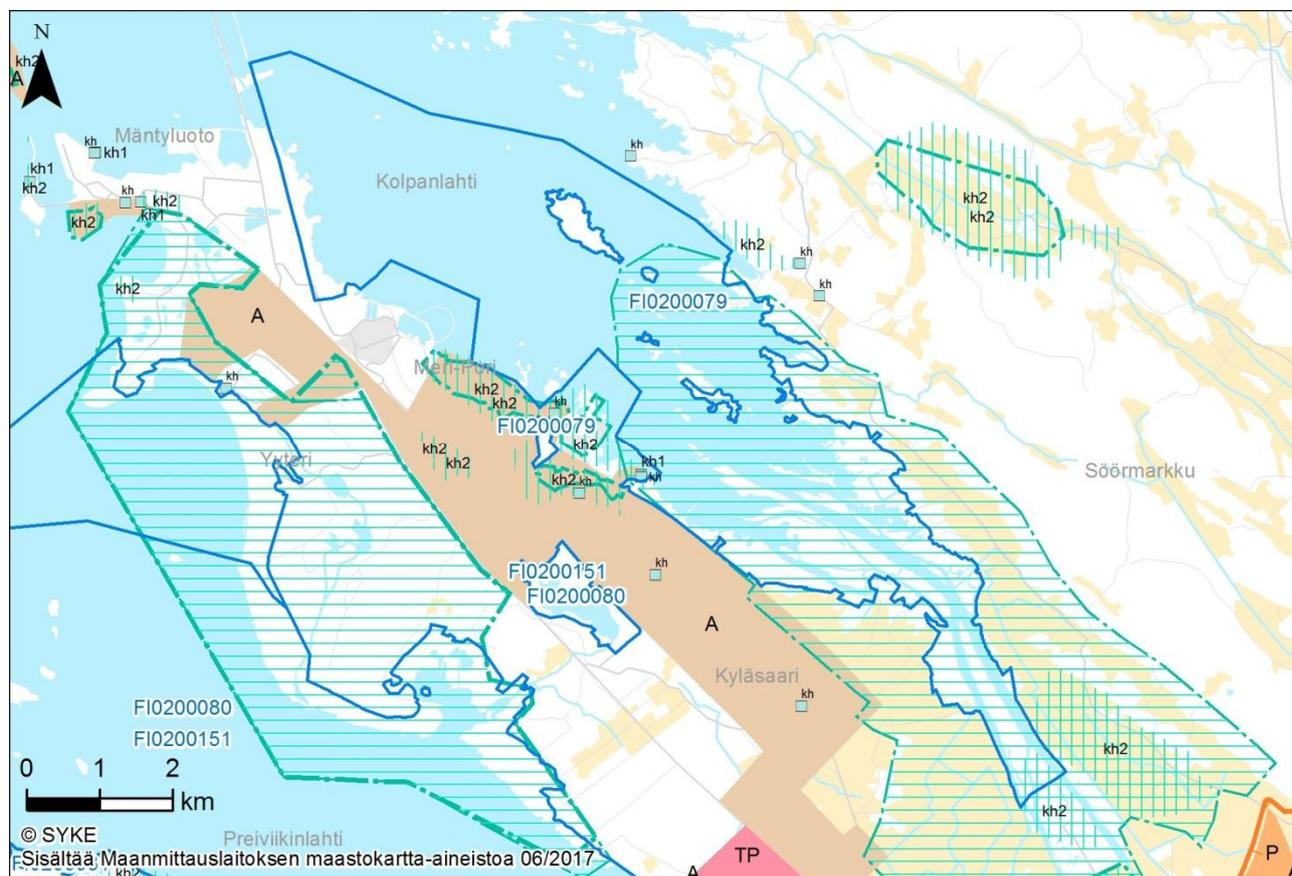 N
kh2
A
Mäntyluoto
kh
kh1
kh1
kh2
kh
kh2
kh1
kh2
Kolpanlahti
kh
kh2
kh2
kh2
kh
kh
kh2
FI0200079
A
Meri-Pori
kh2
kh2
kh
kh
FI0200079
kh2
kh2
kh2
Yyteri
kh1
kh
kh2
kh
Söörmarkku
FI0200151
FI0200080
kh
A
Kyläsaari
kh
FI0200080
FI0200151
kh2
0 1 2
km
kh2
© SYKE
Preiviikinlahti
Sisältää Maanmittauslaitoksen maastokartta-aineistoa 06/2017
kh2
A
TP
P